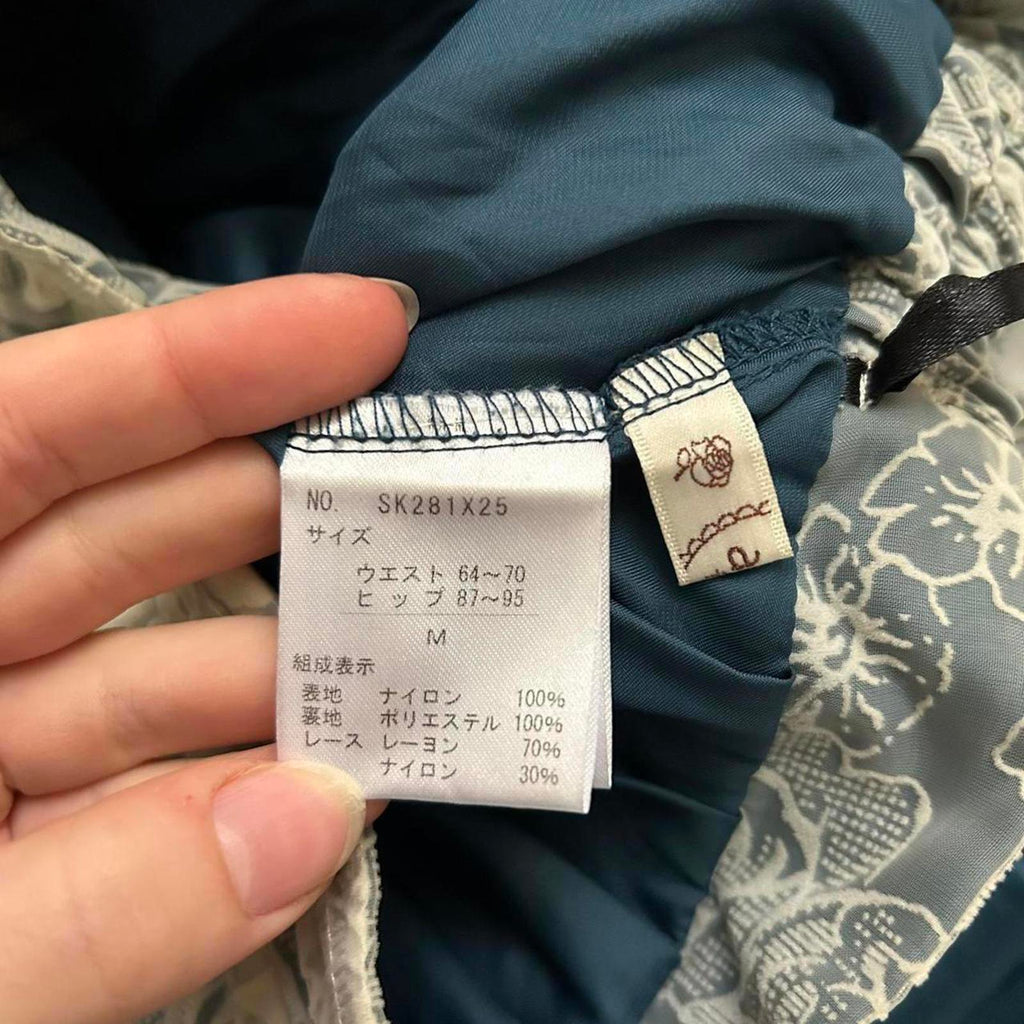 NO. SK281X25
サイズ
ウエスト 64～70
ヒップ 87～95
M
組成表示
表地 ナイロン 100%
裏地 ポリエステル 100%
レース レーヨン 70%
ナイロン 30%